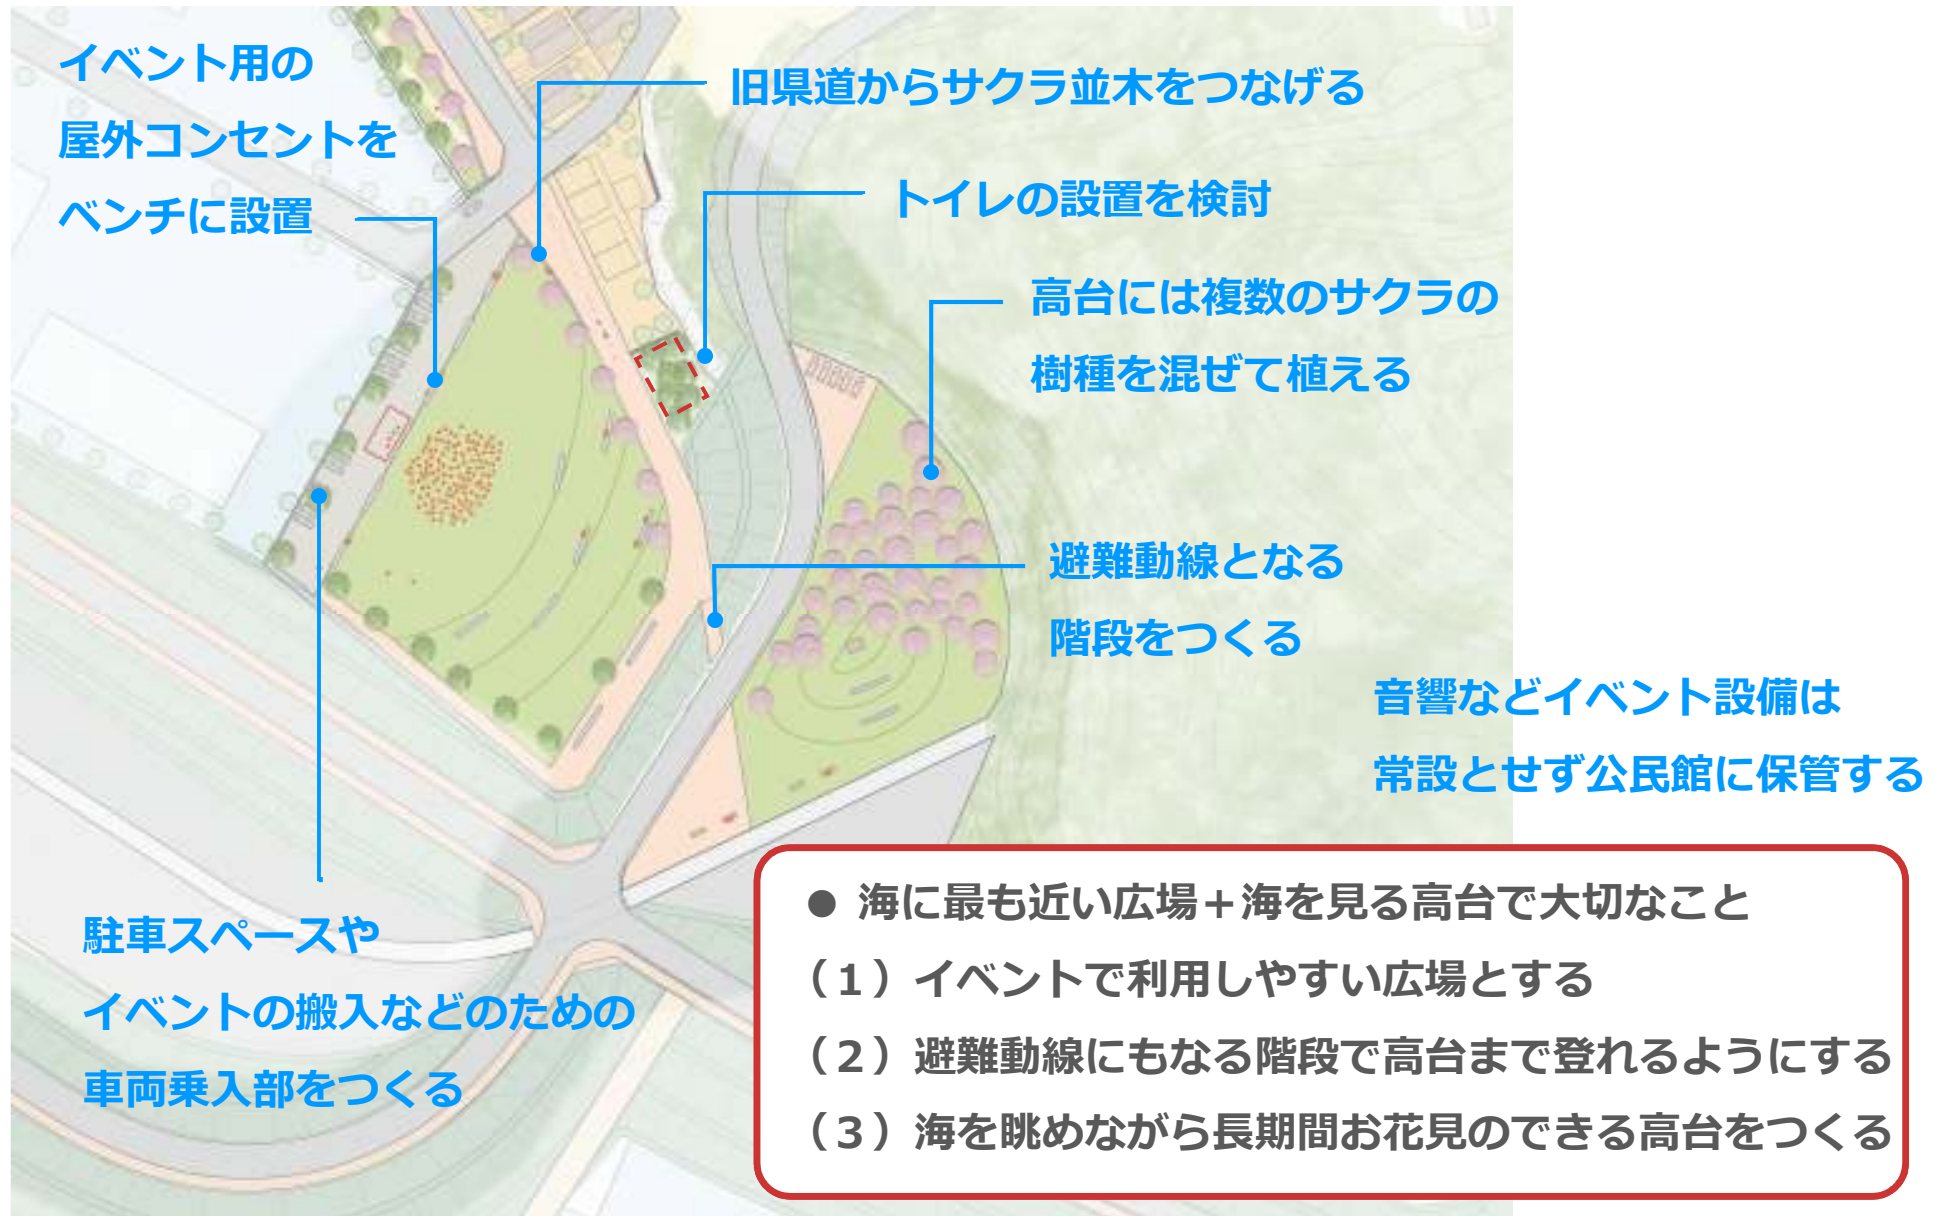 イベント用の
屋外コンセントを
ベンチに設置
旧県道からサクラ並木をつなげる
トイレの設置を検討
高台には複数のサクラの
樹種を混ぜて植える
避難動線となる
階段をつくる
音響などイベント設備は
常設とせず公民館に保管する
駐車スペースや
イベントの搬入などのための
車両乗入部をつくる
● 海に最も近い広場＋海を見る高台で大切なこと
（１）イベントで利用しやすい広場とする
（２）避難動線にもなる階段で高台まで登れるようにする
（３）海を眺めながら長期間お花見のできる高台をつくる